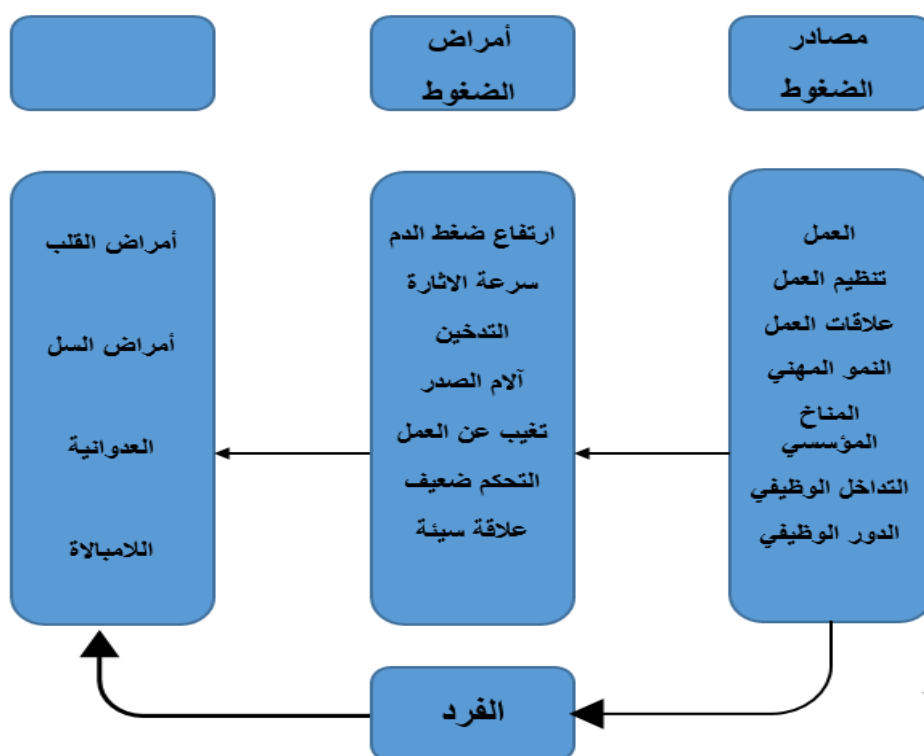 مصادر
الضغوط
أمراض
الضغوط
العمل
تنظيم العمل
علاقات العمل
النمو المهني
المناخ
المؤسسي
التداخل الوظيفي
الدور الوظيفي
ارتفاع ضغط الدم
سرعة الاثارة
التدخين
آلام الصدر
تغيب عن العمل
التحكم ضعيف
علاقة سيئة
أمراض القلب
أمراض السل
العدوانية
اللامبالاة
الفرد